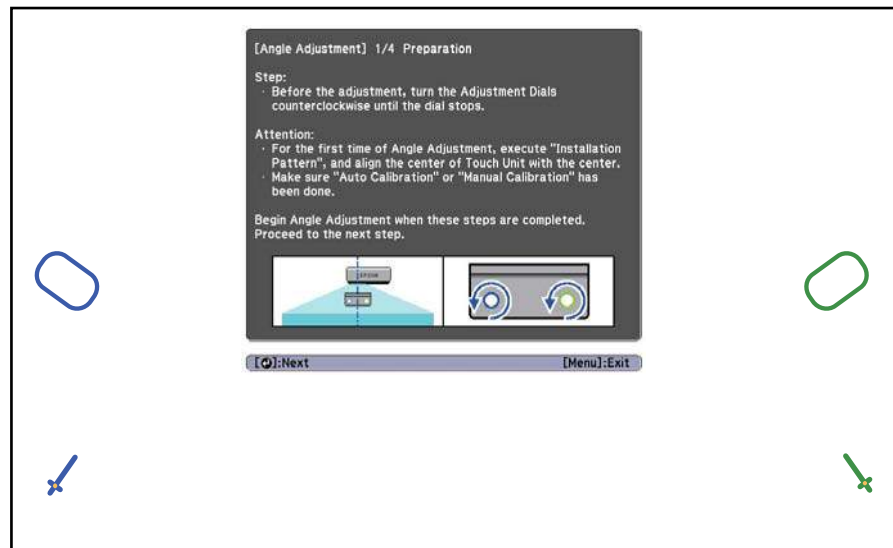 [Angle Adjustment] 1/4 Preparation
Step:
· Before the adjustment, turn the Adjustment Dials
counterclockwise until the dial stops.
Attention:
· For the first time of Angle Adjustment, execute "Installation
Pattern", and align the center of Touch Unit with the center.
· Make sure "Auto Calibration" or "Manual Calibration" has
been done.
Begin Angle Adjustment when these steps are completed.
Proceed to the next step.
EPSON
[⏎]:Next [Menu]:Exit